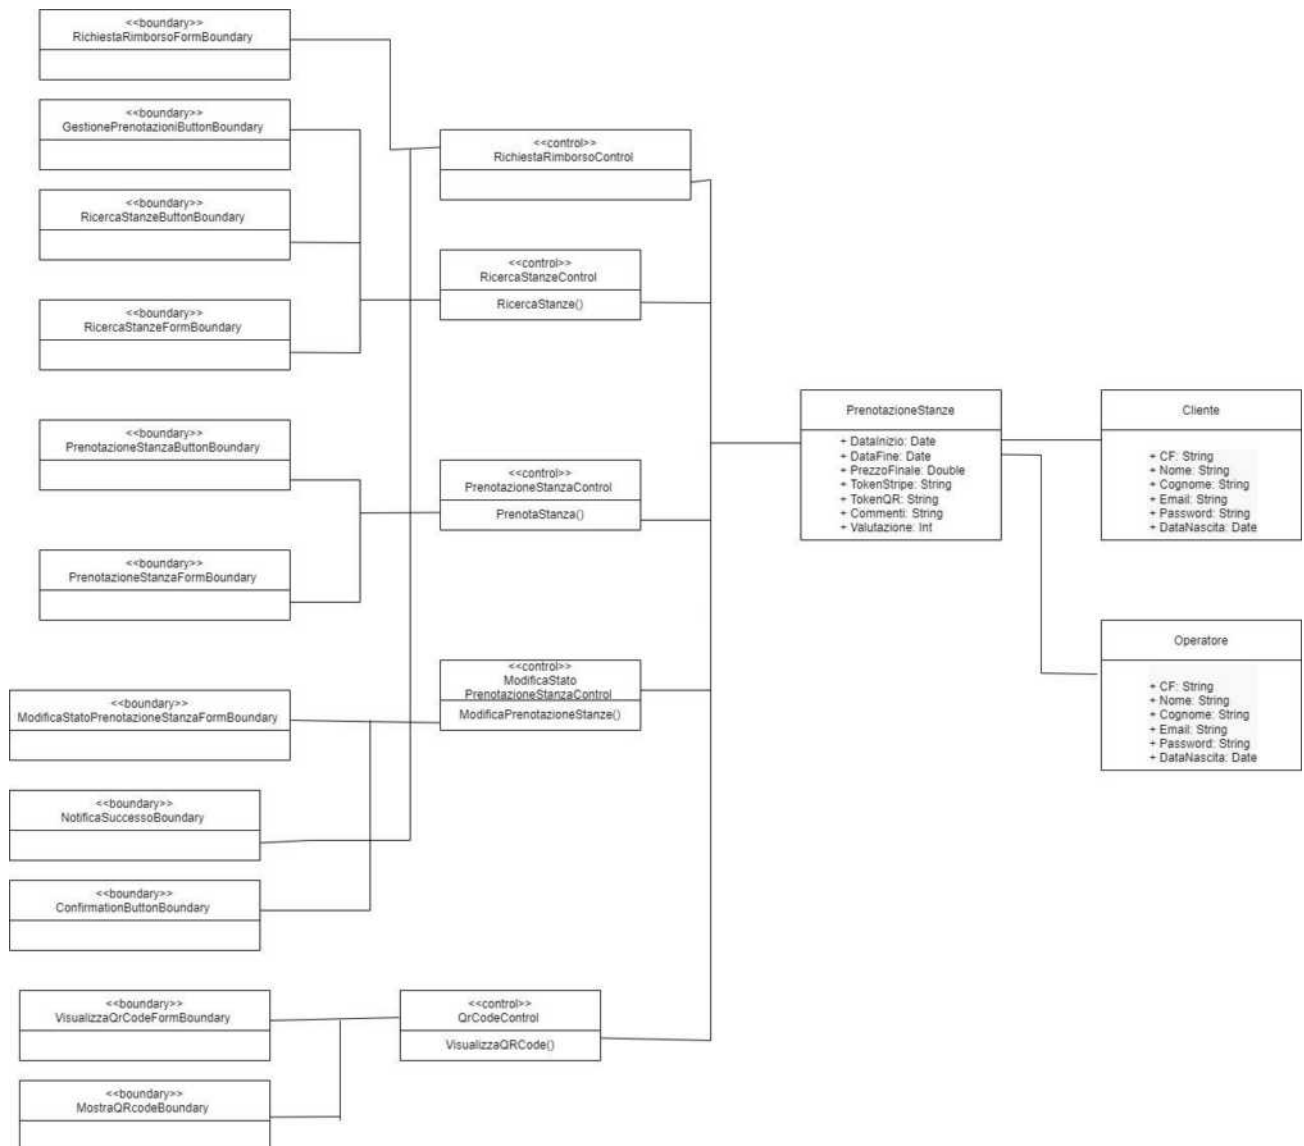 <<boundary>>
RichiestaRimborsoFormBoundary
<<boundary>>
GestionePrenotazioniButtonBoundary
<<boundary>>
RicercaStanzeButtonBoundary
<<boundary>>
RicercaStanzeFormBoundary
<<boundary>>
PrenotazioneStanzaButtonBoundary
<<boundary>>
PrenotazioneStanzaFormBoundary
<<boundary>>
ModificaStatoPrenotazioneStanzaFormBoundary
<<boundary>>
NotificaSuccessoBoundary
<<boundary>>
ConfirmationButtonBoundary
<<boundary>>
VisualizzaQrCodeFormBoundary
<<boundary>>
MostraQRcodeBoundary
<<control>>
RichiestaRimborsoControl
<<control>>
RicercaStanzeControl
RicercaStanze()
<<control>>
PrenotazioneStanzaControl
PrenotaStanza()
<<control>>
ModificaStato
PrenotazioneStanzaControl
ModificaPrenotazioneStanze()
<<control>>
QrCodeControl
VisualizzaQRCode()
PrenotazioneStanze
+ DataInizio: Date
+ DataFine: Date
+ PrezzoFinale: Double
+ TokenStripe: String
+ TokenQR: String
+ Commenti: String
+ Valutazione: Int
Cliente
+ CF: String
+ Nome: String
+ Cognome: String
+ Email: String
+ Password: String
+ DataNascita: Date
Operatore
+ CF: String
+ Nome: String
+ Cognome: String
+ Email: String
+ Password: String
+ DataNascita: Date